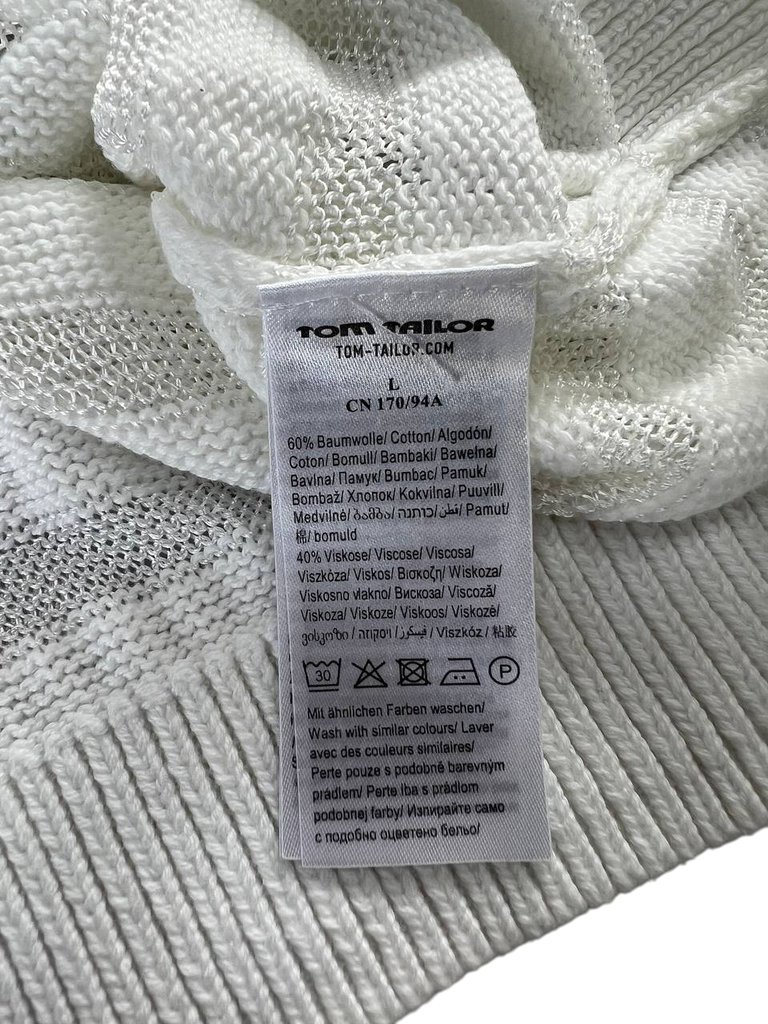 TOM TAILOR
TOM-TAILOR.COM
L
CN 170/94A
60% Baumwolle/ Cotton/ Algodón/
Coton/ Bomull/ Bambaki/ Bawełna/
Bavlna/ Памук/ Bumbac/ Pamuk/
Bombaž/ Хлопок/ Kokvilna/ Puuvill/
Medvilnė/ ბამბა/ כותנה/ قطن/ Pamut/
棉/ bomuld
40% Viskose/ Viscose/ Viscosa/
Viszkóza/ Viskos/ Βισκοζη/ Wiskoza/
Viskosno vlakno/ Вискоза/ Viscoză/
Viskoza/ Viskoze/ Viskoos/ Viskozė/
ვისკოზი / ויסקוזה / فيسكوز / Viszkóz / 粘胶
30 P
Mit ähnlichen Farben waschen/
Wash with similar colours/ Laver
avec des couleurs similaires/
Perte pouze s podobně barevným
prádlem/ Perte iba s prádlom
podobnej farby/ Изпирайте само
с подобно оцветено бельо/